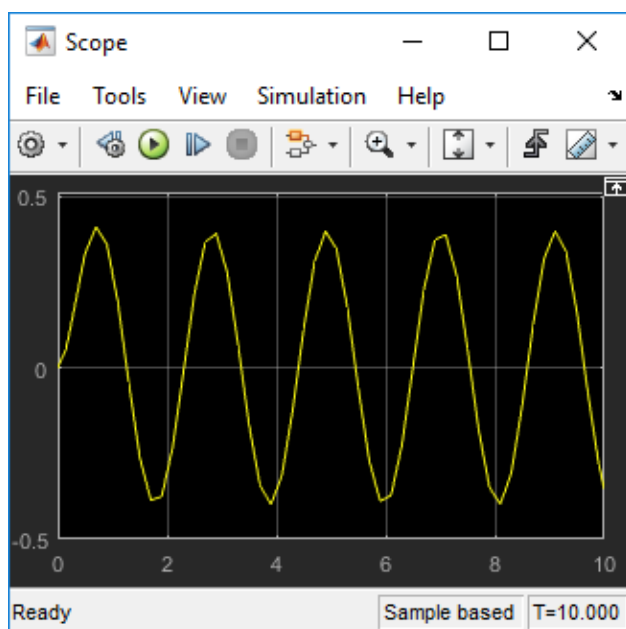 Scope
File Tools View Simulation Help
0.5
0
-0.5
0 2 4 6 8 10
Ready Sample based T=10.000